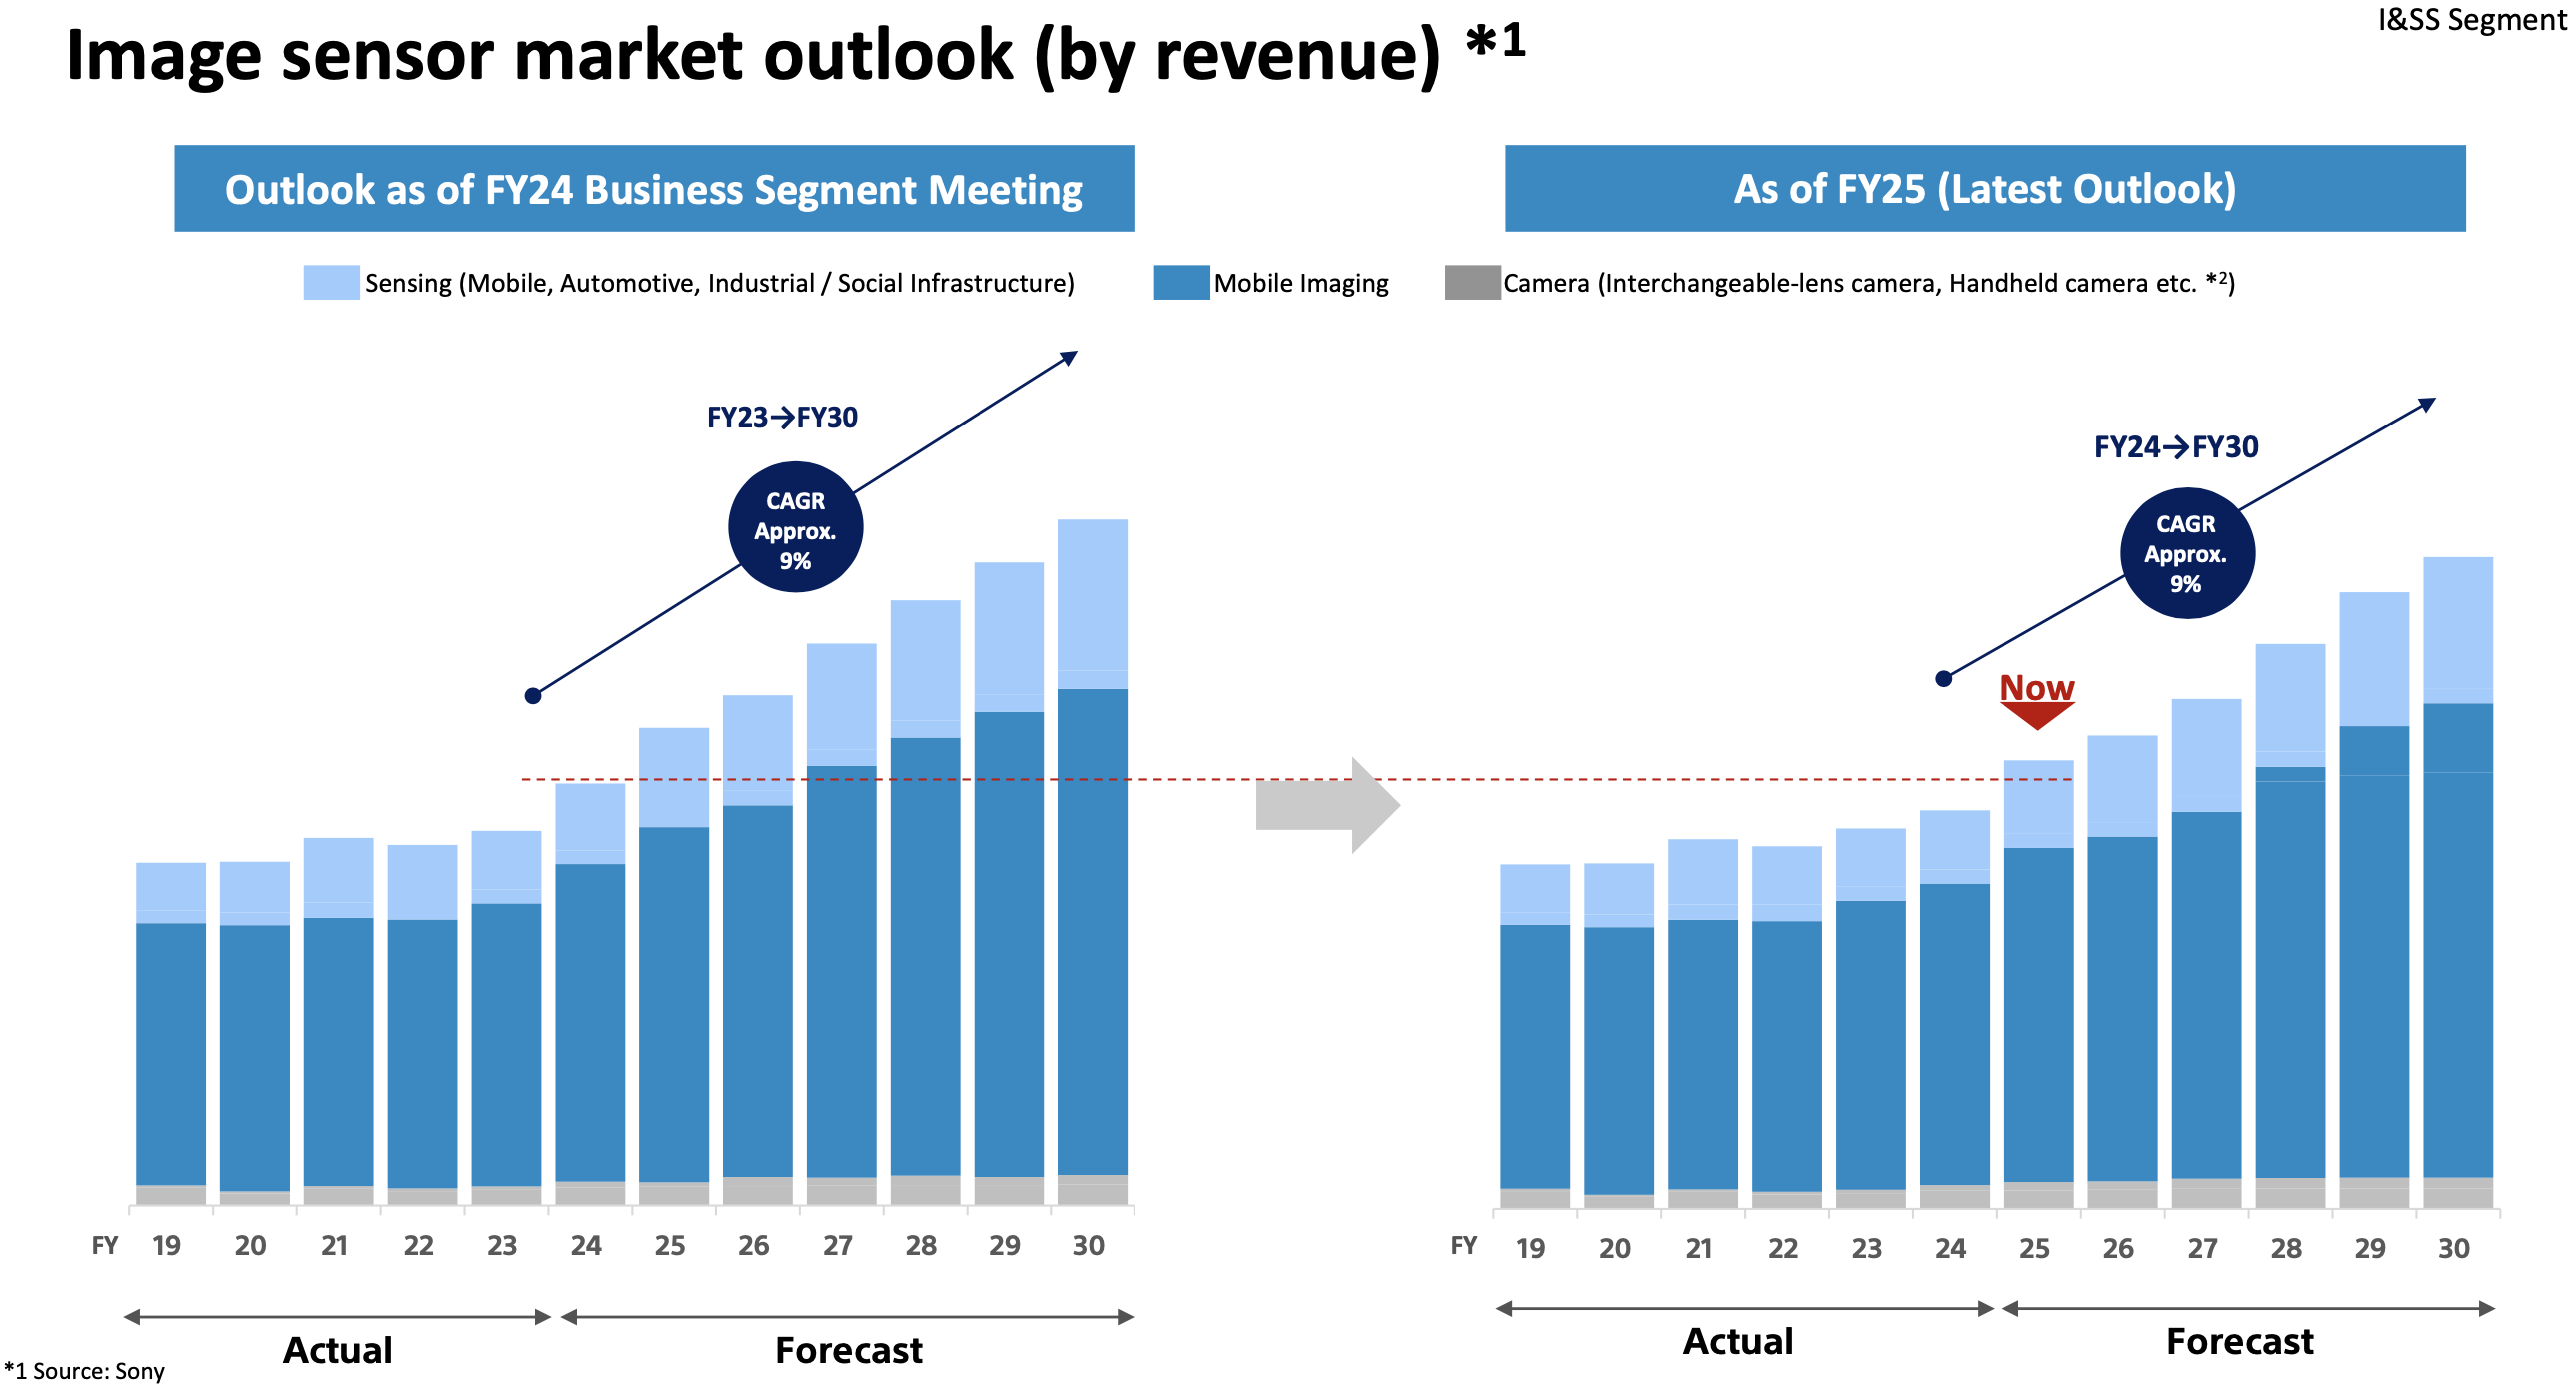 I&SS Segment
Image sensor market outlook (by revenue) *1
Outlook as of FY24 Business Segment Meeting
As of FY25 (Latest Outlook)
Sensing (Mobile, Automotive, Industrial / Social Infrastructure)
Mobile Imaging
Camera (Interchangeable-lens camera, Handheld camera etc. *2)
FY23→FY30
CAGR
Approx.
9%
FY 19 20 21 22 23 24 25 26 27 28 29 30
Actual
Forecast
FY24→FY30
CAGR
Approx.
9%
Now
FY 19 20 21 22 23 24 25 26 27 28 29 30
Actual
Forecast
*1 Source: Sony